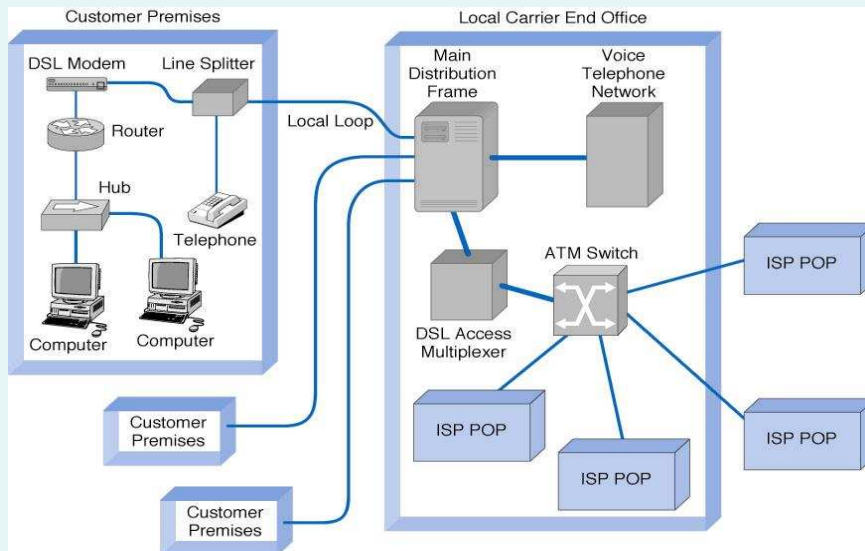 Customer Premises
Local Carrier End Office
DSL Modem
Line Splitter
Main
Distribution
Frame
Voice
Telephone
Network
Router
Local Loop
Hub
Telephone
Computer
Computer
ATM Switch
DSL Access
Multiplexer
ISP POP
ISP POP
ISP POP
ISP POP
Customer
Premises
Customer
Premises